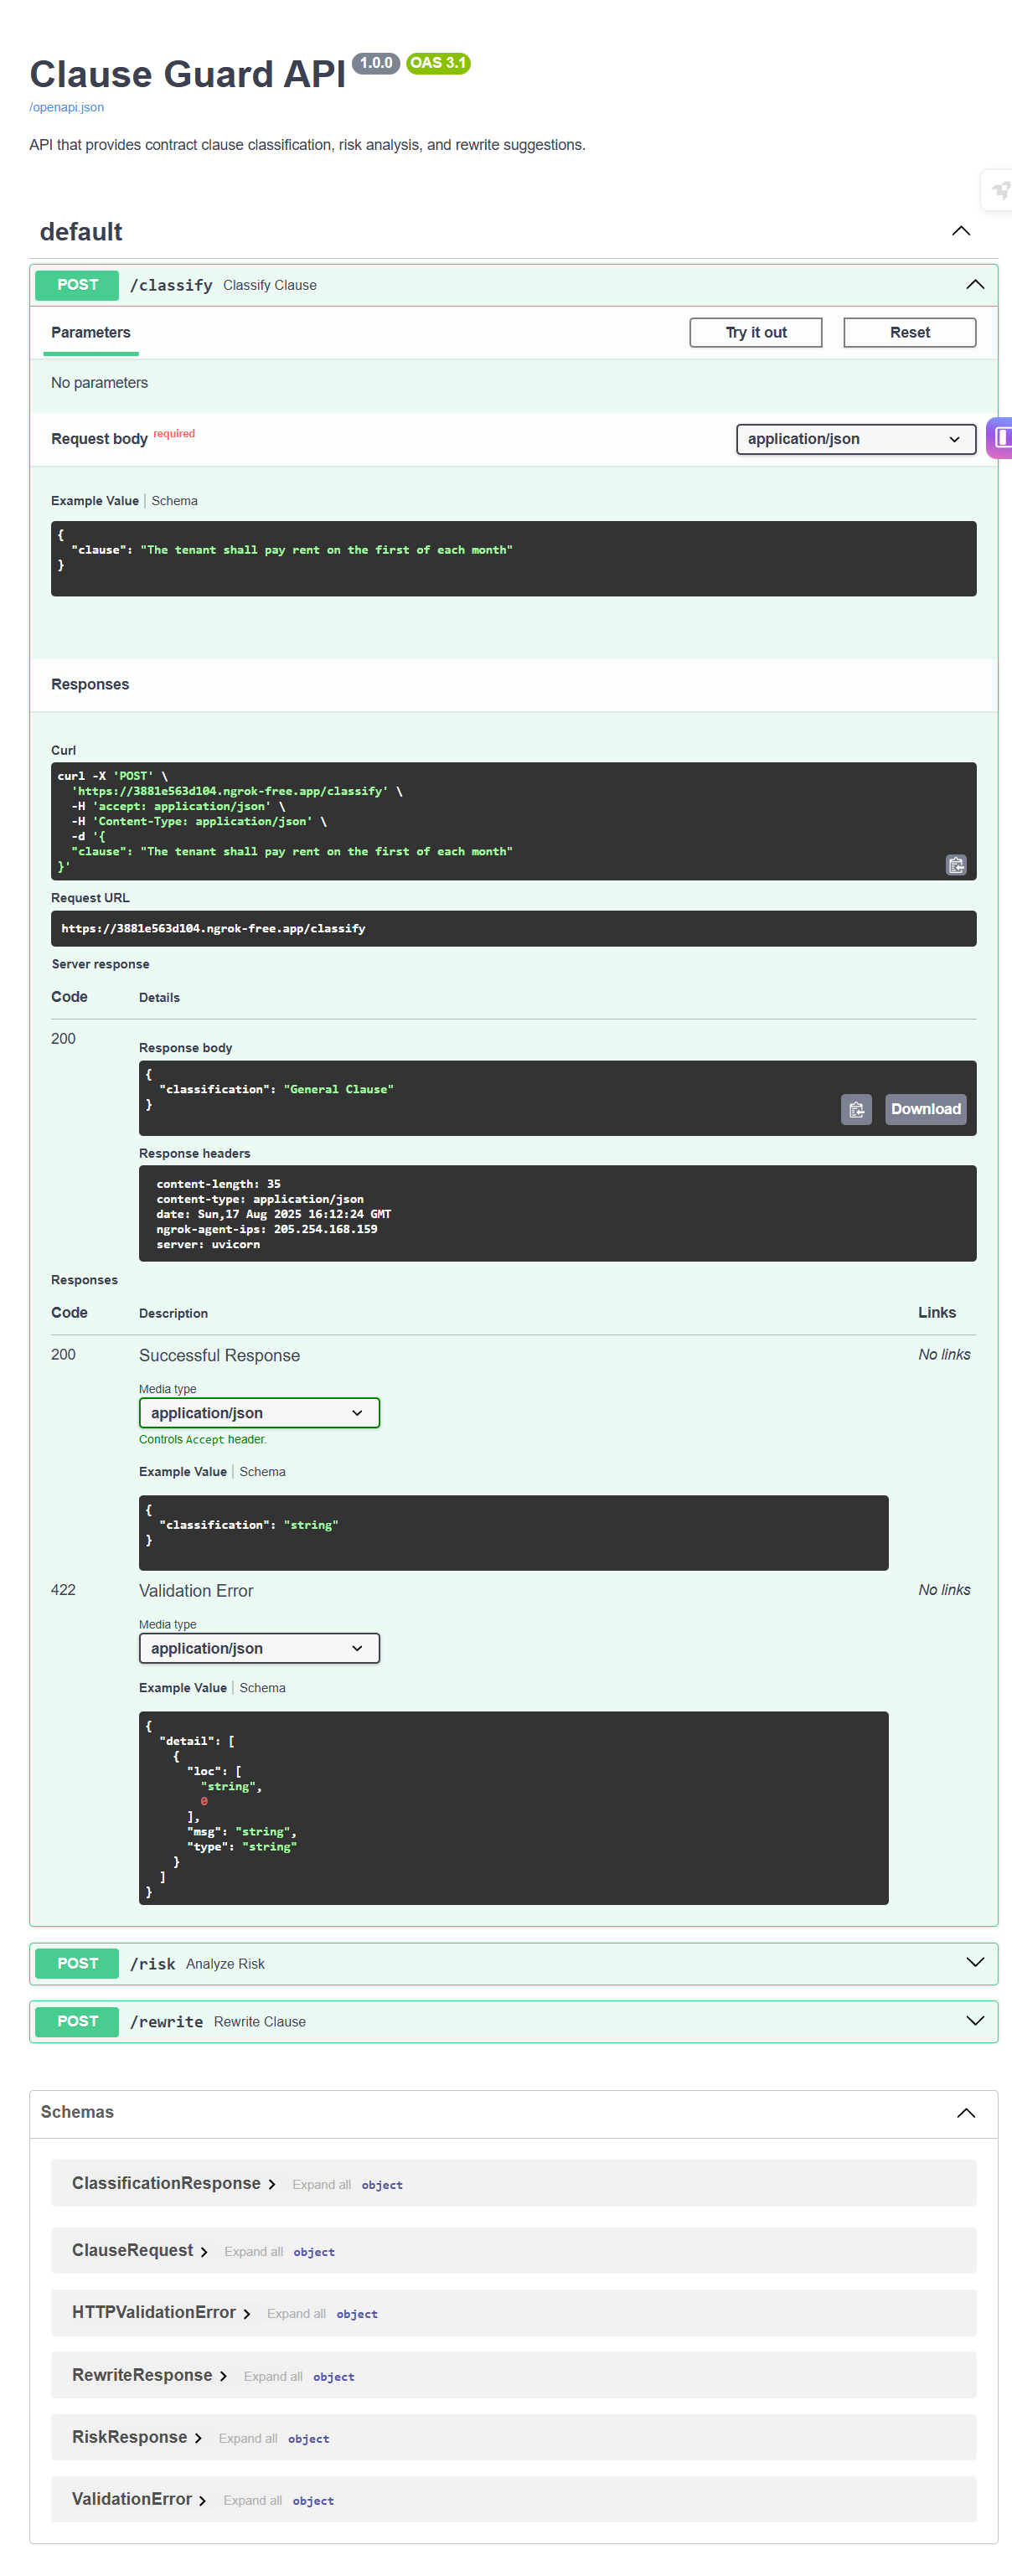 Clause Guard API 1.0.0 OAS 3.1
/openapi.json
API that provides contract clause classification, risk analysis, and rewrite suggestions.
default
POST /classify Classify Clause
Parameters Try it out Reset
No parameters
Request body required application/json
Example Value Schema
{
"clause": "The tenant shall pay rent on the first of each month"
}
Responses
Curl
curl -X 'POST' \
'https://3881e563d104.ngrok-free.app/classify' \
-H 'accept: application/json' \
-H 'Content-Type: application/json' \
-d '{
"clause": "The tenant shall pay rent on the first of each month"
}'
Request URL
https://3881e563d104.ngrok-free.app/classify
Server response
Code Details
200
Response body
{
"classification": "General Clause"
}
Download
Response headers
content-length: 35
content-type: application/json
date: Sun,17 Aug 2025 16:12:24 GMT
ngrok-agent-ips: 205.254.168.159
server: uvicorn
Responses
Code Description Links
200 Successful Response No links
Media type
application/json
Controls Accept header.
Example Value Schema
{
"classification": "string"
}
422 Validation Error No links
Media type
application/json
Example Value Schema
{
"detail": [
{
"loc": [
"string",
0
],
"msg": "string",
"type": "string"
}
]
}
POST /risk Analyze Risk
POST /rewrite Rewrite Clause
Schemas
ClassificationResponse Expand all object
ClauseRequest Expand all object
HTTPValidationError Expand all object
RewriteResponse Expand all object
RiskResponse Expand all object
ValidationError Expand all object